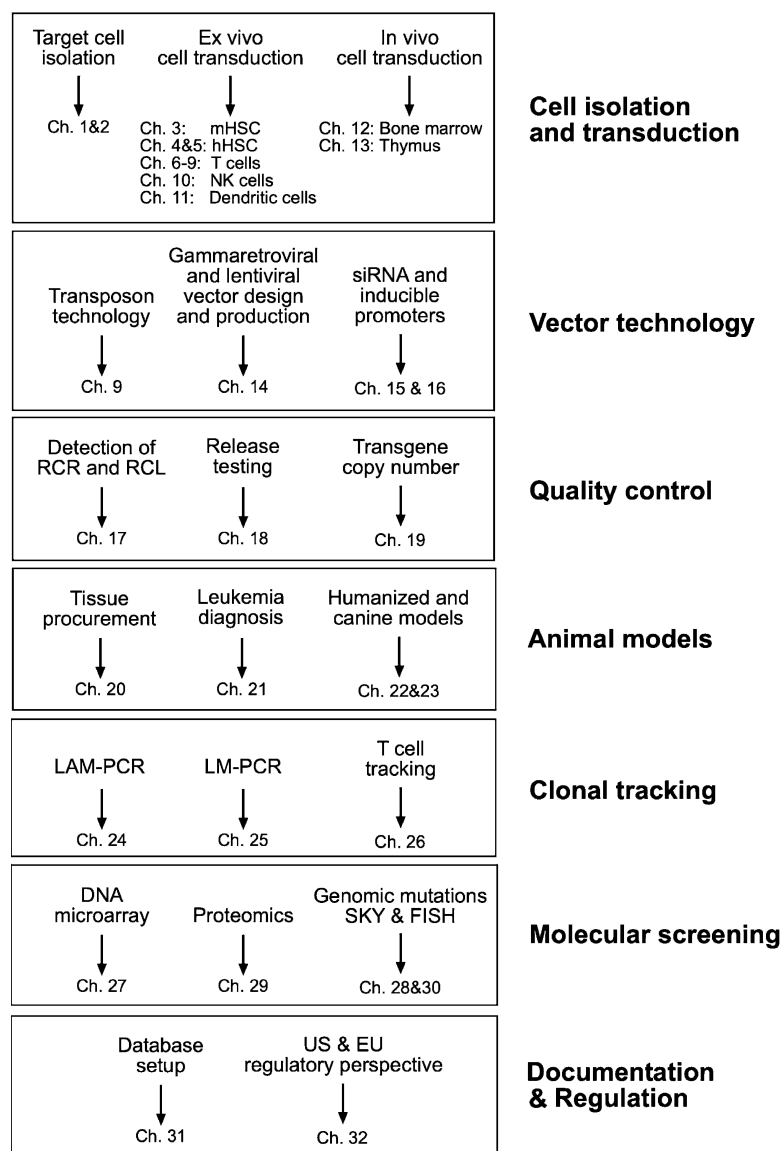 Target cell
isolation
Ch. 1&2
Ex vivo
cell transduction
Ch. 3: mHSC
Ch. 4&5: hHSC
Ch. 6-9: T cells
Ch. 10: NK cells
Ch. 11: Dendritic cells
In vivo
cell transduction
Ch. 12: Bone marrow
Ch. 13: Thymus
Cell isolation
and transduction
Transposon
technology
Ch. 9
Gammaretroviral
and lentiviral
vector design
and production
Ch. 14
siRNA and
inducible
promoters
Ch. 15 & 16
Vector technology
Detection of
RCR and RCL
Ch. 17
Release
testing
Ch. 18
Transgene
copy number
Ch. 19
Quality control
Tissue
procurement
Ch. 20
Leukemia
diagnosis
Ch. 21
Humanized and
canine models
Ch. 22&23
Animal models
LAM-PCR
Ch. 24
LM-PCR
Ch. 25
T cell
tracking
Ch. 26
Clonal tracking
DNA
microarray
Ch. 27
Proteomics
Ch. 29
Genomic mutations
SKY & FISH
Ch. 28&30
Molecular screening
Database
setup
Ch. 31
US & EU
regulatory perspective
Ch. 32
Documentation
& Regulation